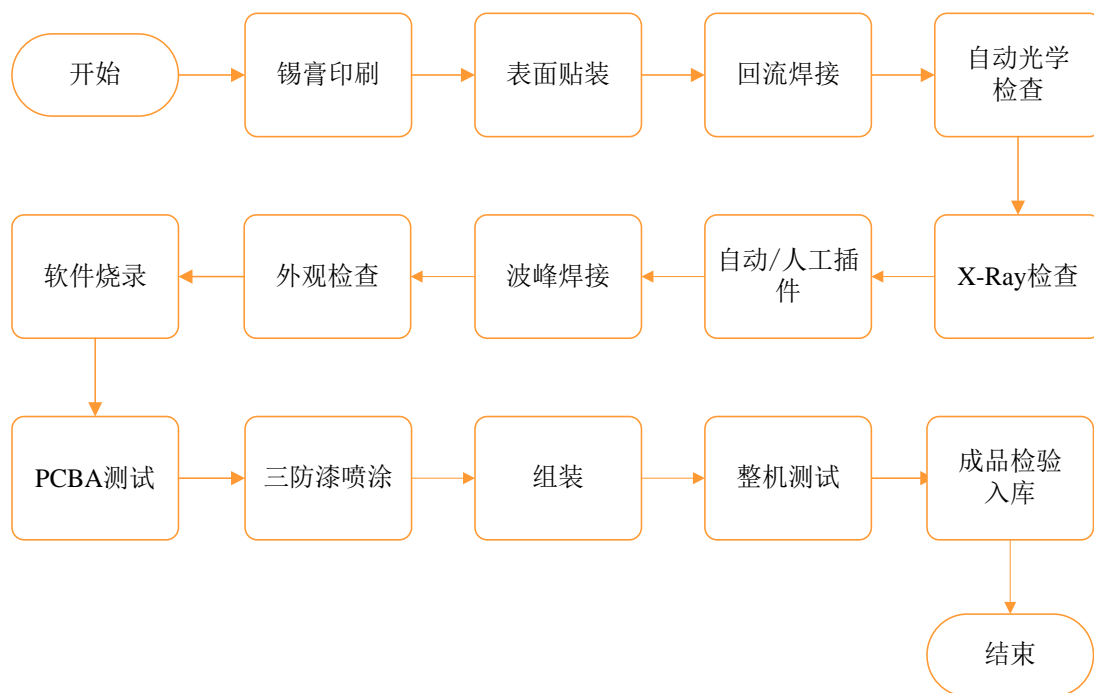 开始
锡膏印刷
表面贴装
回流焊接
自动光学
检查
X-Ray检查
自动/人工插
件
波峰焊接
外观检查
软件烧录
PCBA测试
三防漆喷涂
组装
整机测试
成品检验
入库
结束